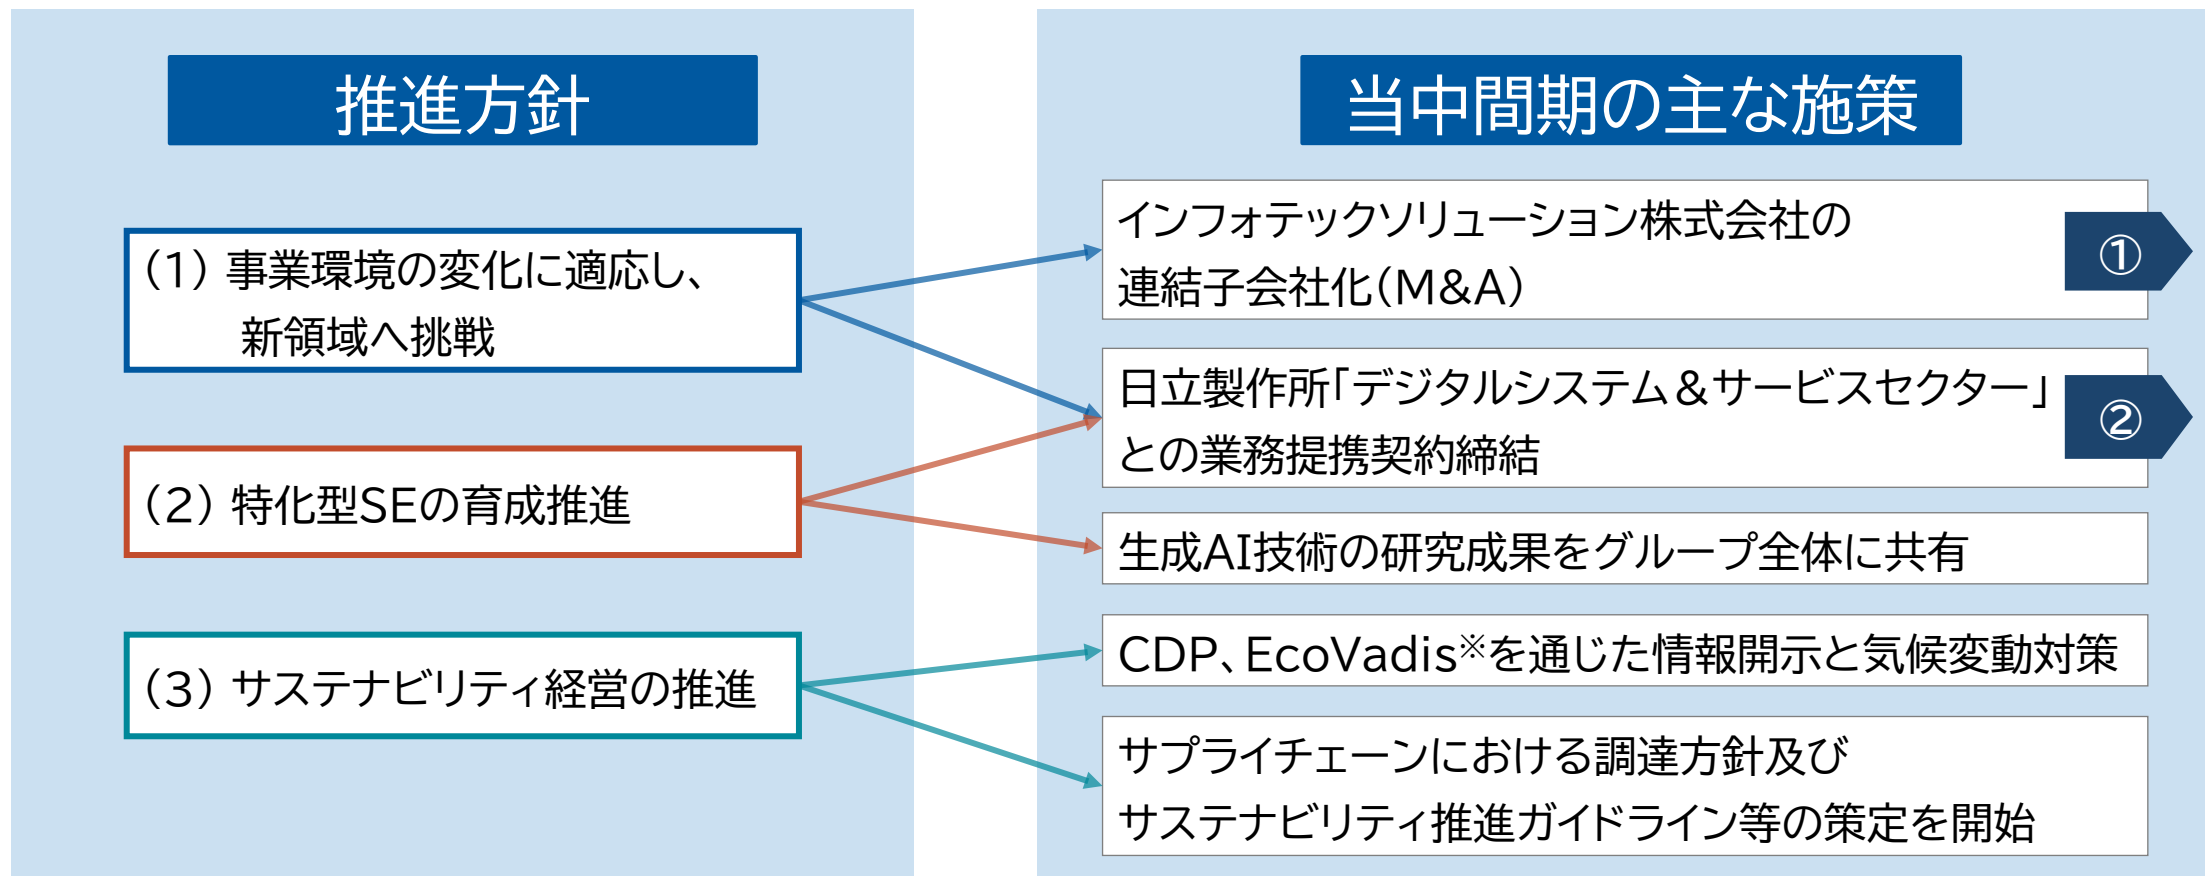 推進方針
(1) 事業環境の変化に適応し、
新領域へ挑戦
(2) 特化型SEの育成推進
(3) サステナビリティ経営の推進
当中間期の主な施策
インフォテックソリューション株式会社の
連結子会社化(M&A)
①
日立製作所「デジタルシステム&サービスセクター」
との業務提携契約締結
②
生成AI技術の研究成果をグループ全体に共有
CDP、EcoVadis※を通じた情報開示と気候変動対策
サプライチェーンにおける調達方針及び
サステナビリティ推進ガイドライン等の策定を開始